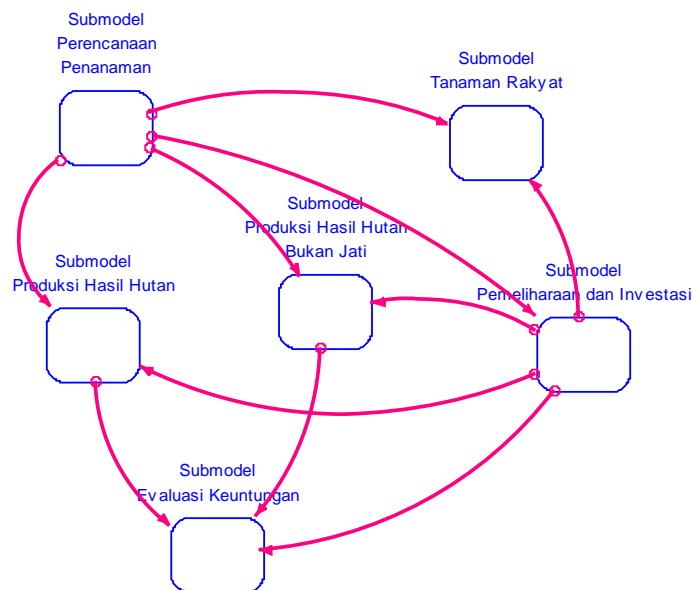 Submodel
Perencanaan
Penanaman
Submodel
Tanaman Rakyat
Submodel
Produksi Hasil Hutan
Bukan Jati
Submodel
Produksi Hasil Hutan
Submodel
Pemeliharaan dan Investasi
Submodel
Evaluasi Keuntungan